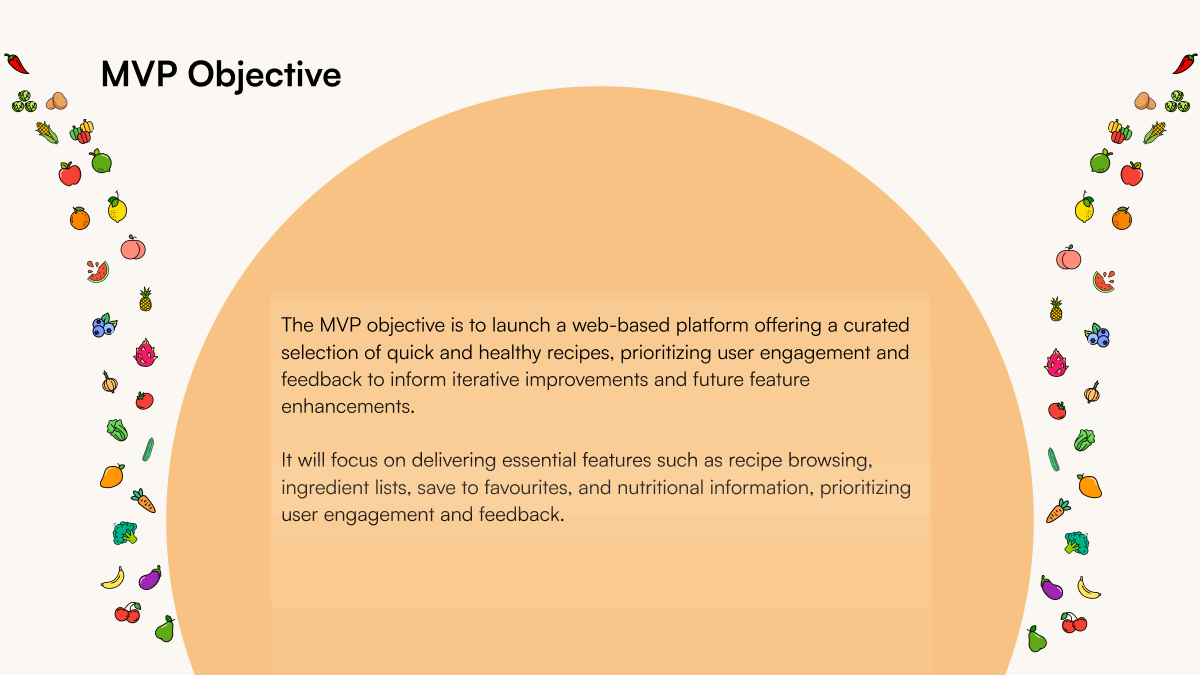 MVP Objective
The MVP objective is to launch a web-based platform offering a curated
selection of quick and healthy recipes, prioritizing user engagement and
feedback to inform iterative improvements and future feature
enhancements.
It will focus on delivering essential features such as recipe browsing,
ingredient lists, save to favourites, and nutritional information, prioritizing
user engagement and feedback.